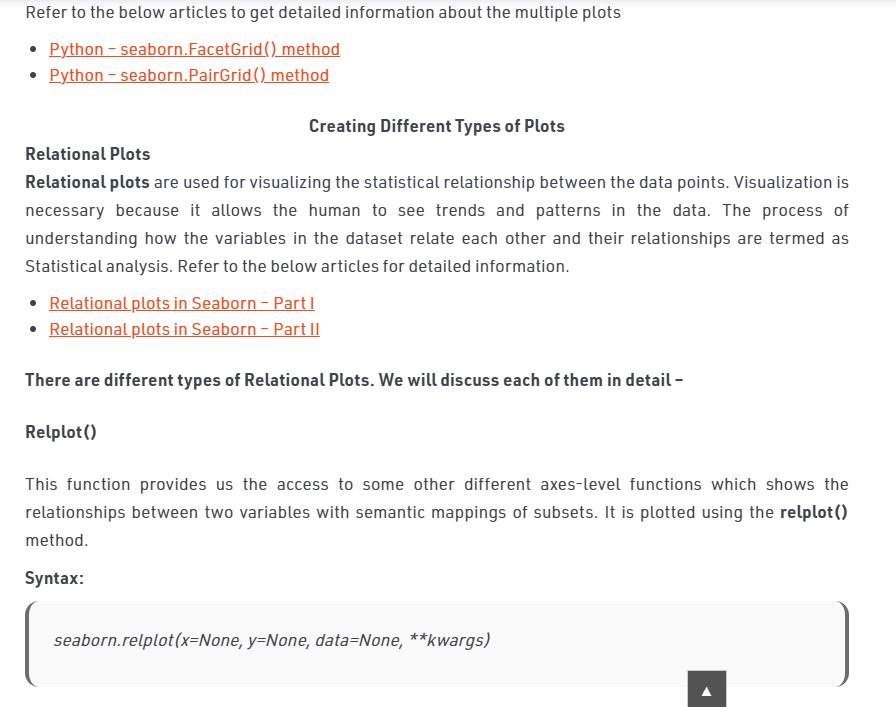 Refer to the below articles to get detailed information about the multiple plots
• Python – seaborn.FacetGrid() method
• Python – seaborn.PairGrid() method
Creating Different Types of Plots
Relational Plots
Relational plots are used for visualizing the statistical relationship between the data points. Visualization is
necessary because it allows the human to see trends and patterns in the data. The process of
understanding how the variables in the dataset relate each other and their relationships are termed as
Statistical analysis. Refer to the below articles for detailed information.
• Relational plots in Seaborn – Part I
• Relational plots in Seaborn – Part II
There are different types of Relational Plots. We will discuss each of them in detail –
Relplot()
This function provides us the access to some other different axes-level functions which shows the
relationships between two variables with semantic mappings of subsets. It is plotted using the relplot()
method.
Syntax:
seaborn.relplot(x=None, y=None, data=None, **kwargs)